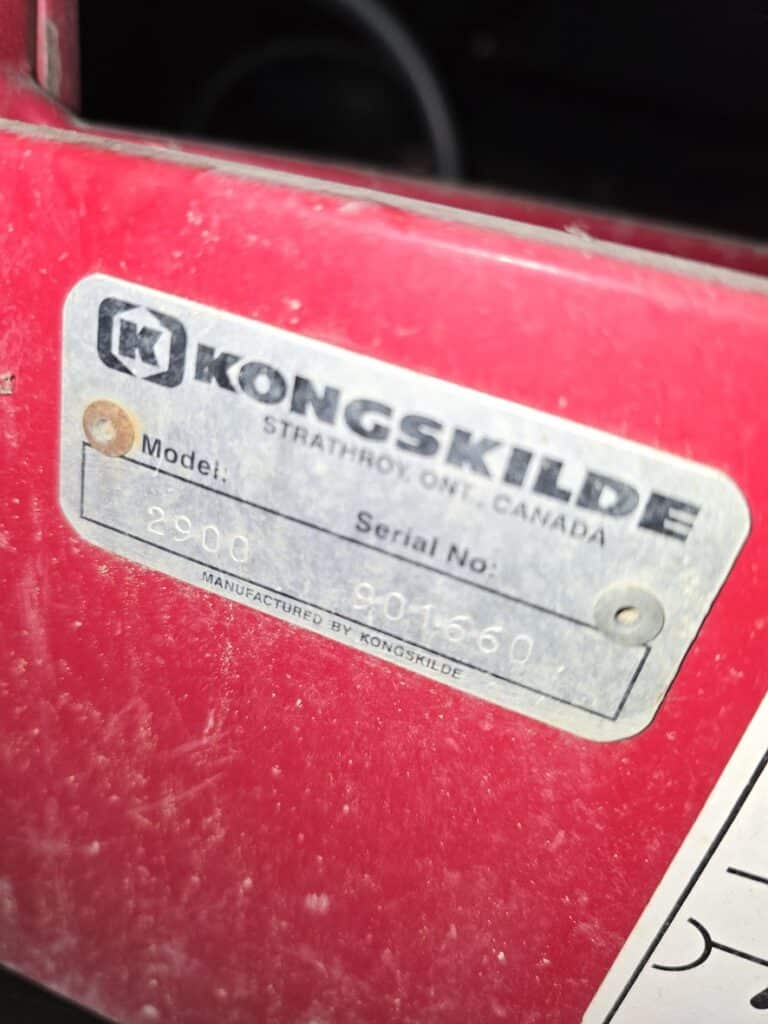 K KONGSKILDE
STRATHROY, ONT., CANADA
Model:
Serial No:
2900
901660
MANUFACTURED BY KONGSKILDE